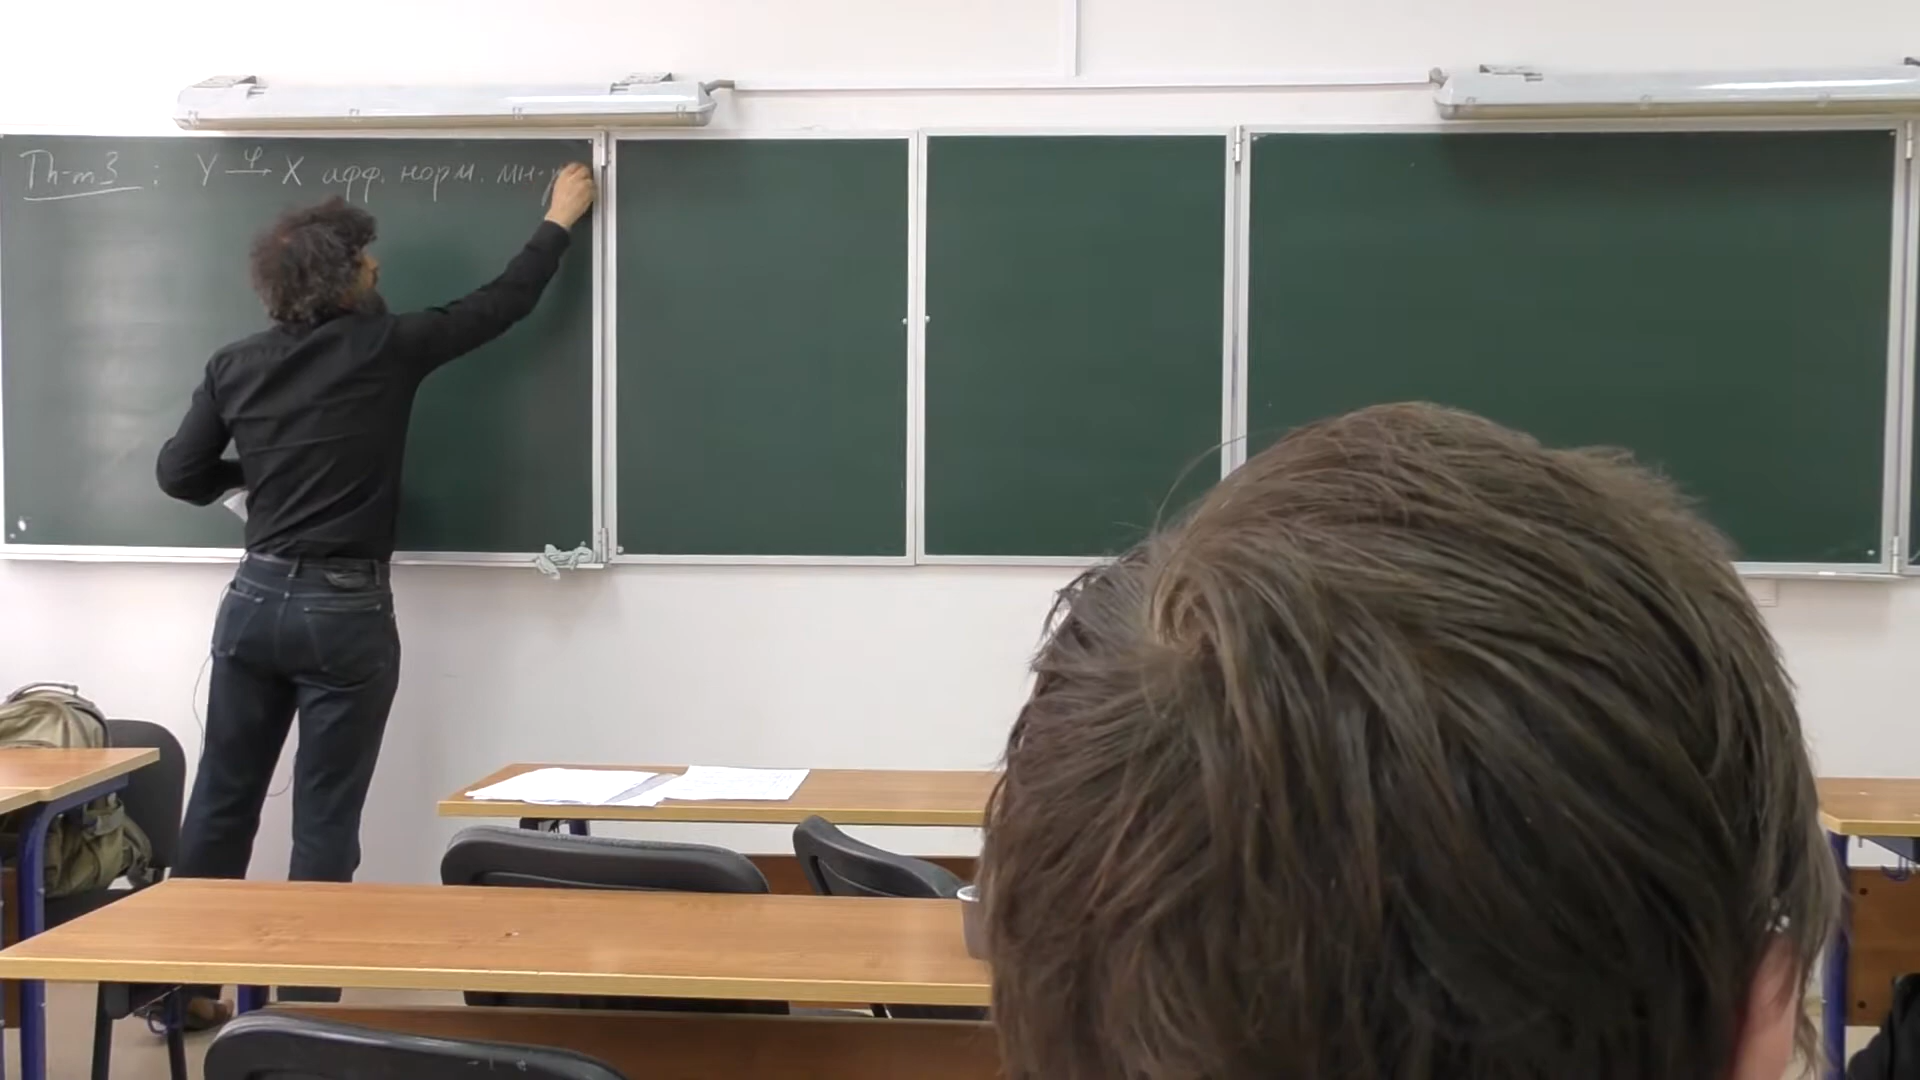 Th-m3 : Y →φ X афф. норм. мн-